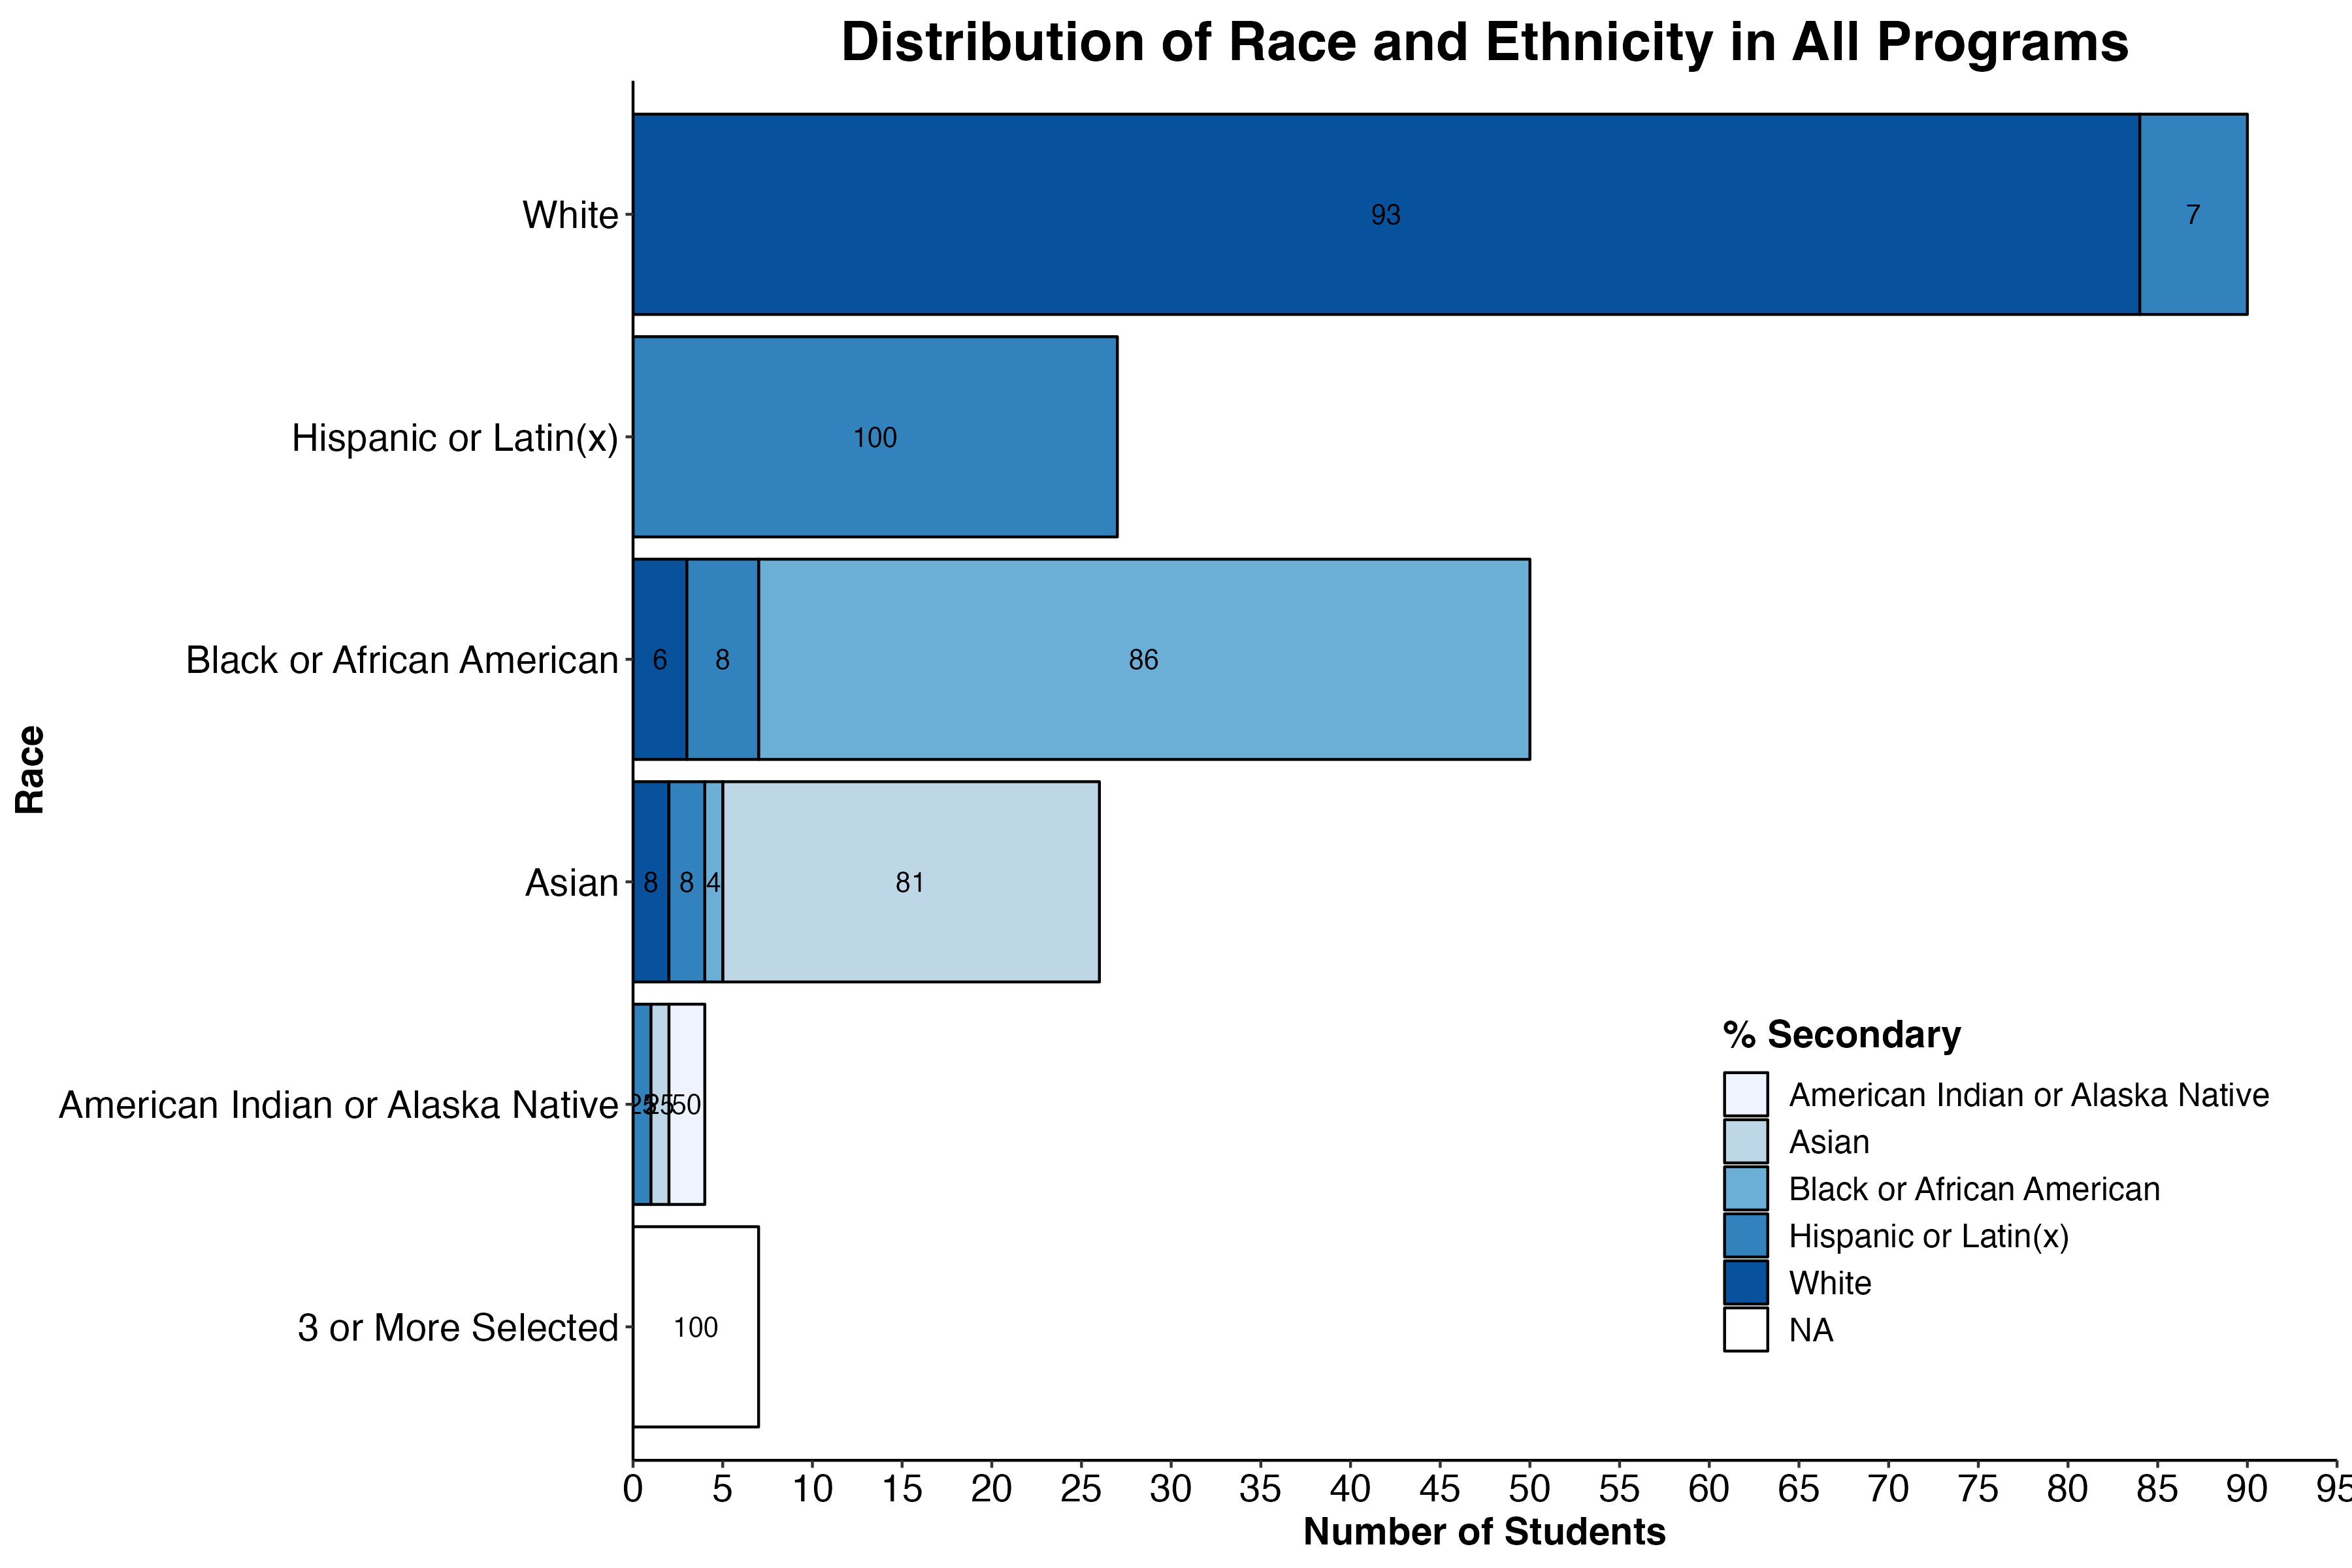 Distribution of Race and Ethnicity in All Programs
White
93
7
Hispanic or Latin(x)
100
Black or African American
6
8
86
Race
Asian
8
8
4
81
American Indian or Alaska Native
25
25
50
3 or More Selected
100
% Secondary
American Indian or Alaska Native
Asian
Black or African American
Hispanic or Latin(x)
White
NA
0 5 10 15 20 25 30 35 40 45 50 55 60 65 70 75 80 85 90 95
Number of Students